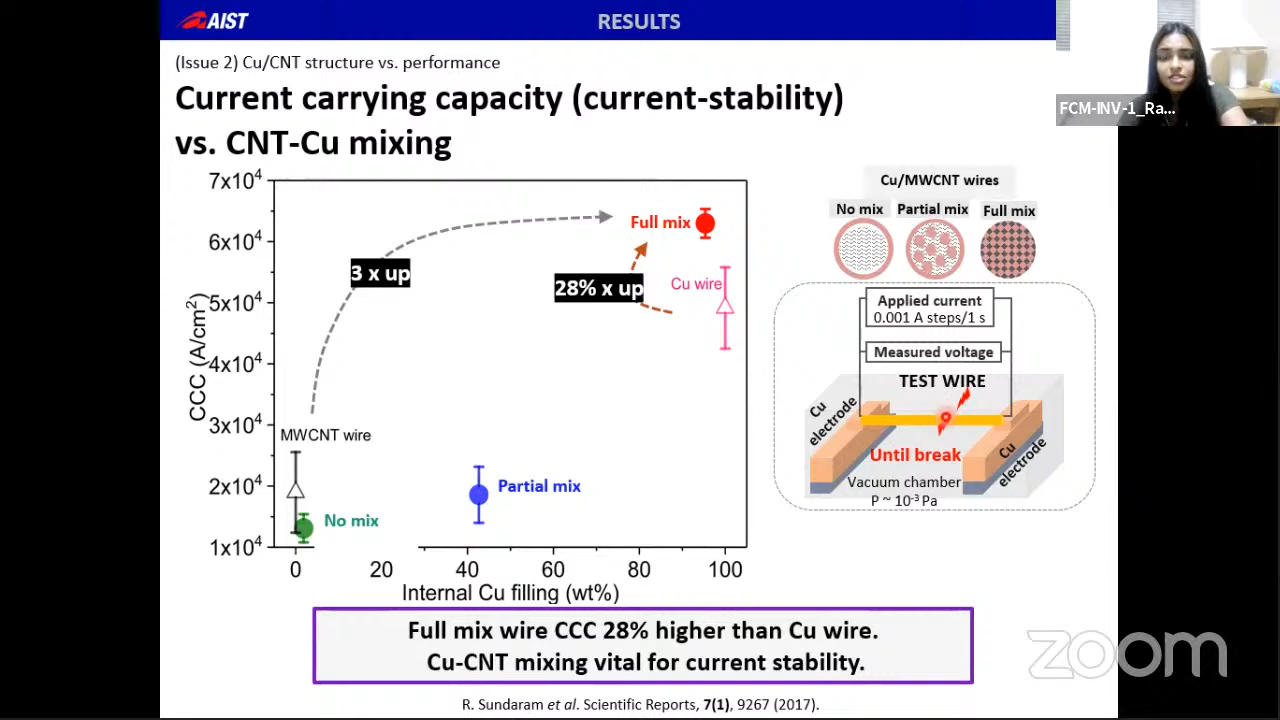 AIST
RESULTS
(Issue 2) Cu/CNT structure vs. performance
Current carrying capacity (current-stability)
vs. CNT-Cu mixing
FCM-INV-1_Ra...
CCC (A/cm²)
7x10⁴
6x10⁴
5x10⁴
4x10⁴
3x10⁴
2x10⁴
1x10⁴
Full mix
3 x up
28% x up
Cu wire
MWCNT wire
Partial mix
No mix
0 20 40 60 80 100
Internal Cu filling (wt%)
Cu/MWCNT wires
No mix Partial mix Full mix
Applied current
0.001 A steps/1 s
Measured voltage
TEST WIRE
Cu
electrode
Until break
Cu
electrode
Vacuum chamber
P ~ 10⁻³ Pa
Full mix wire CCC 28% higher than Cu wire.
Cu-CNT mixing vital for current stability.
zoom
R. Sundaram et al. Scientific Reports, 7(1), 9267 (2017).